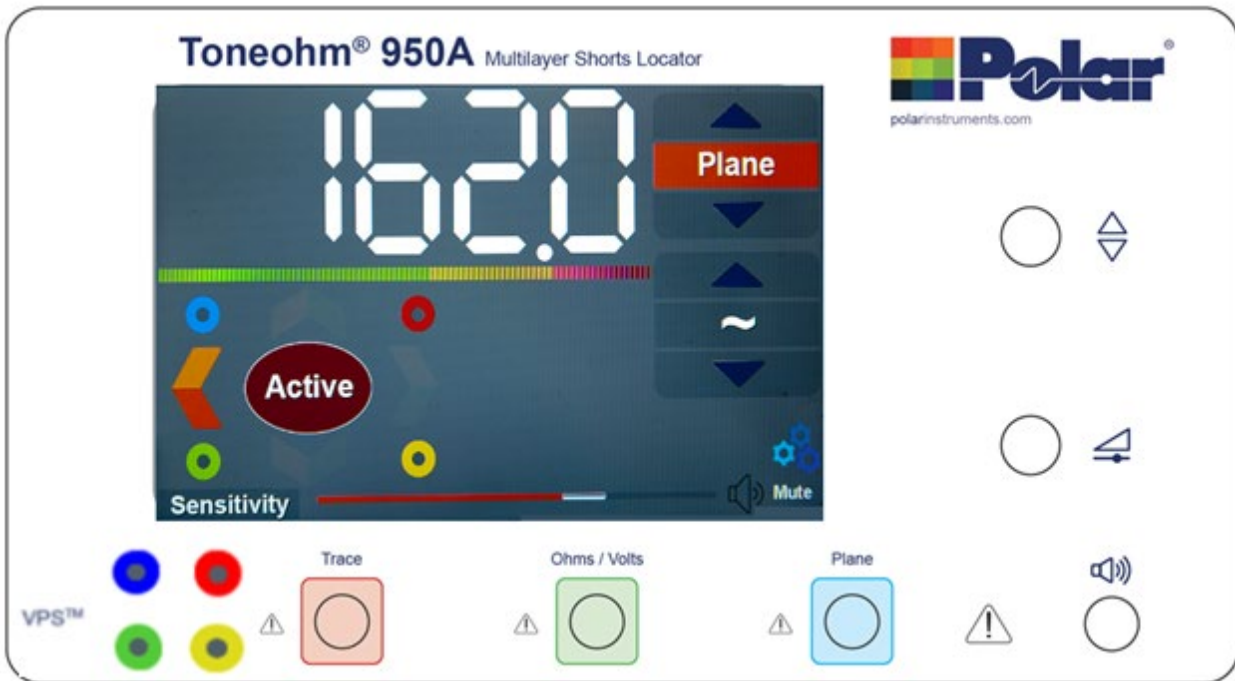 Toneohm® 950A Multilayer Shorts Locator
Polar®
polarinstruments.com
162.0
Plane
~
Active
Sensitivity
Mute
Trace
Ohms / Volts
Plane
VPS™